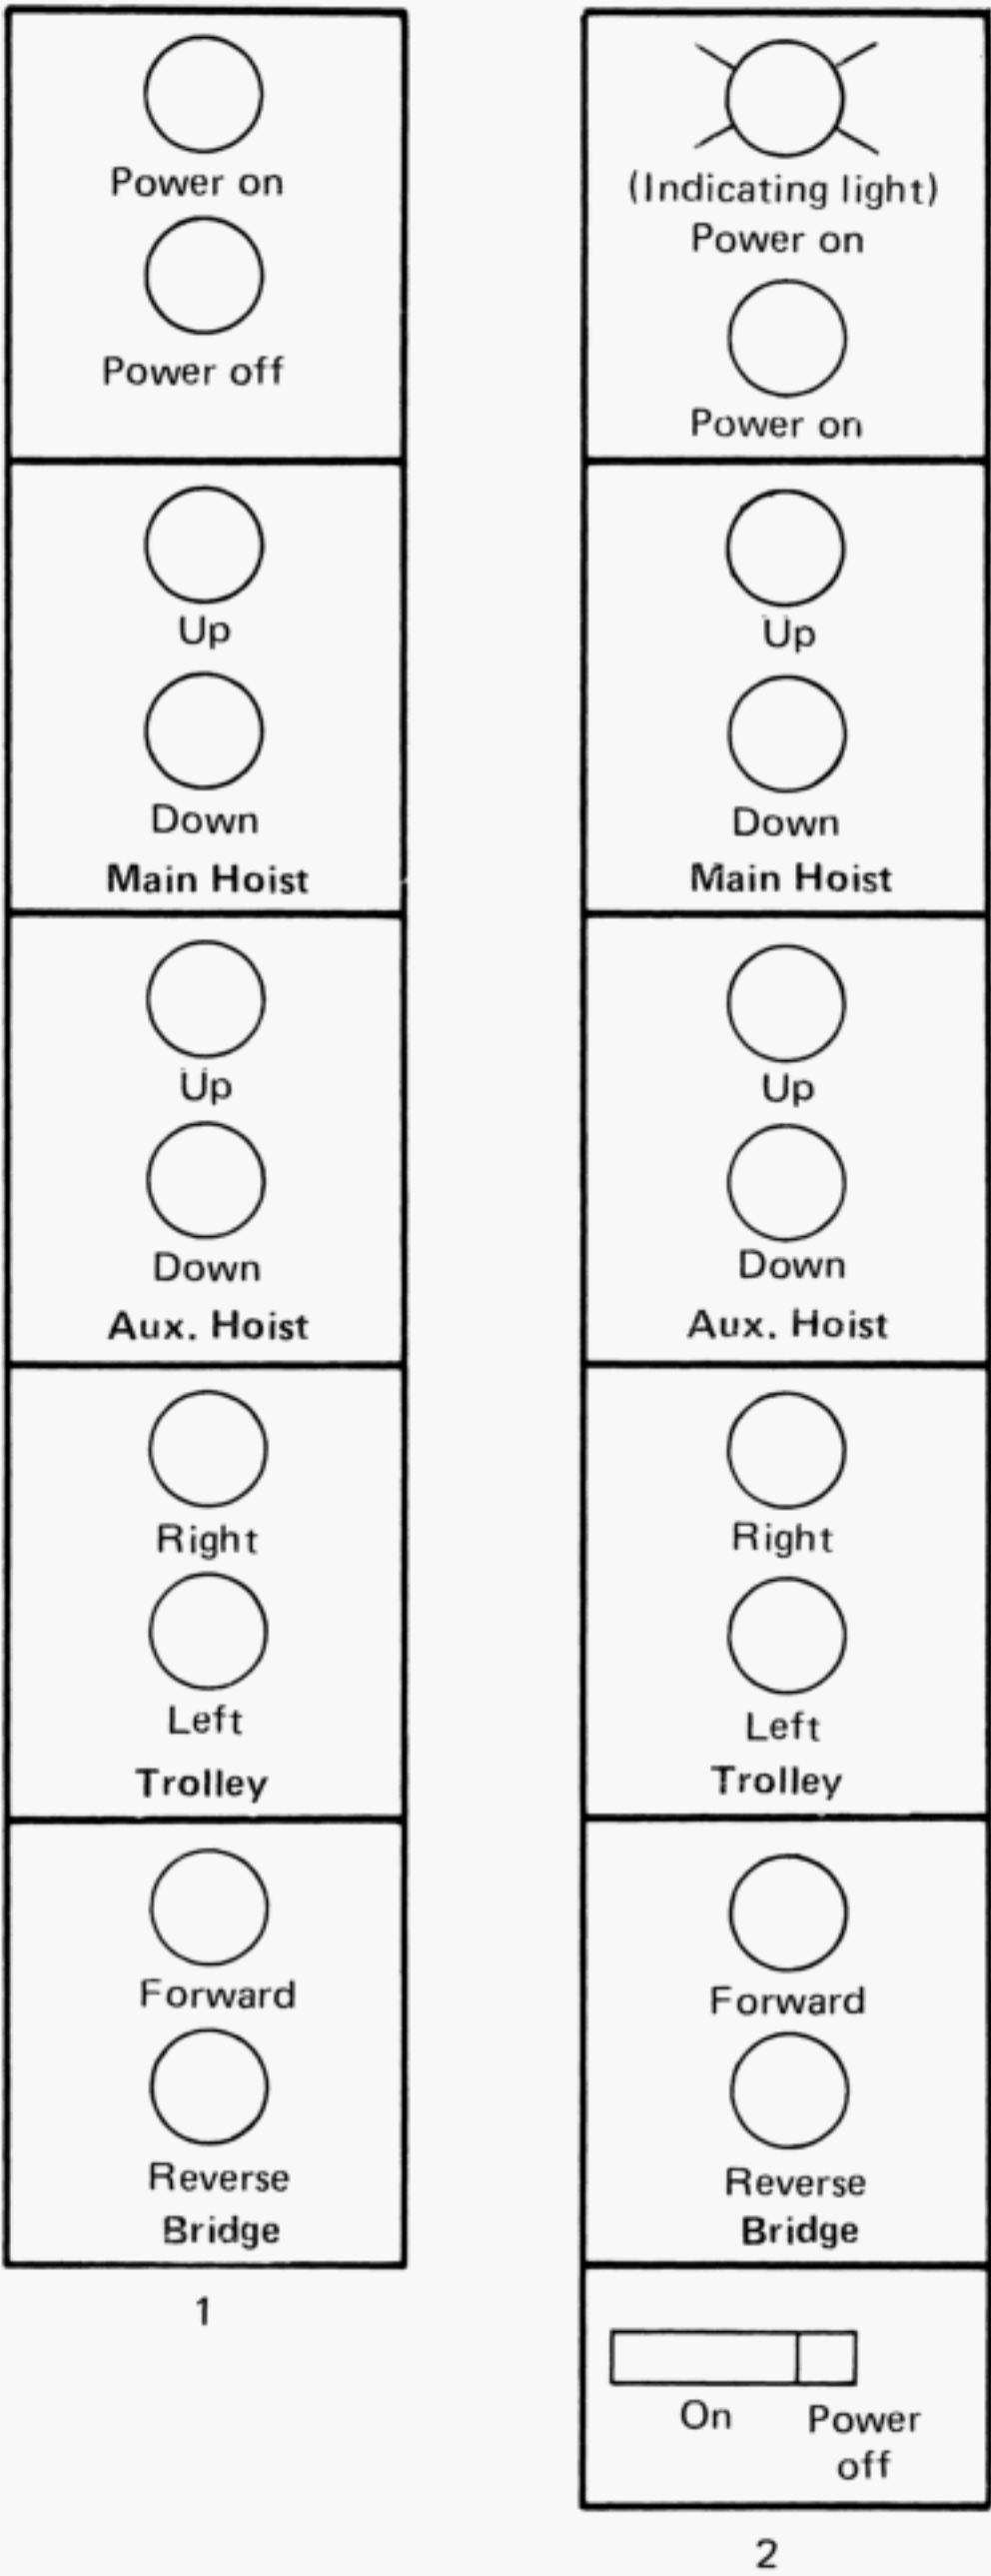 Power on
Power off
Up
Down
Main Hoist
Up
Down
Aux. Hoist
Right
Left
Trolley
Forward
Reverse
Bridge
1
(Indicating light)
Power on
Power on
Up
Down
Main Hoist
Up
Down
Aux. Hoist
Right
Left
Trolley
Forward
Reverse
Bridge
On
Power
off
2